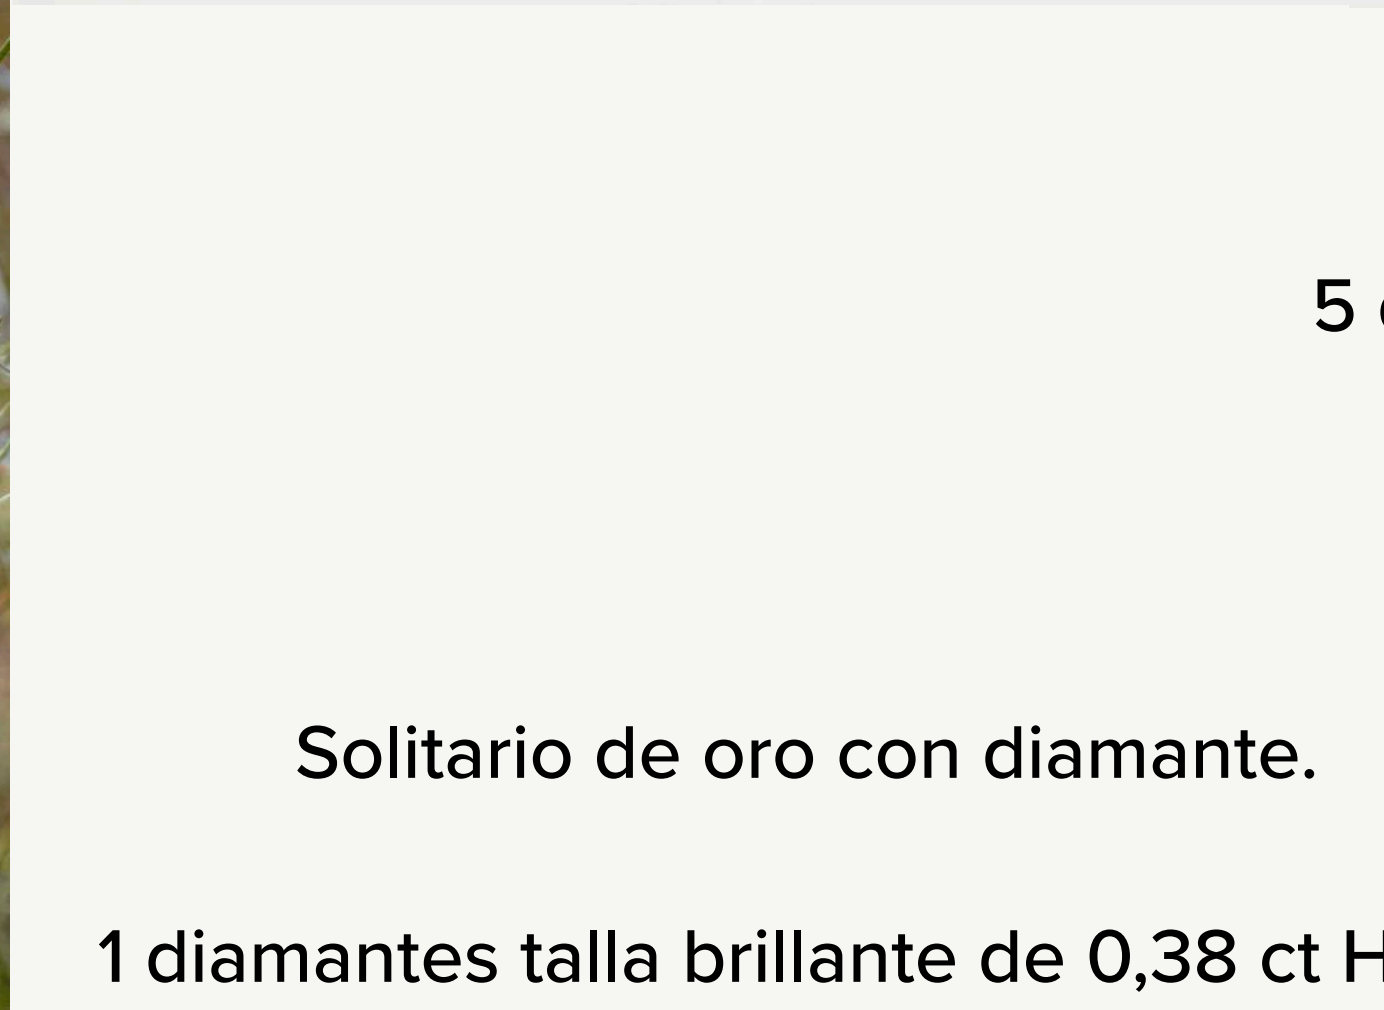 5
Solitario de oro con diamante.
1 diamantes talla brillante de 0,38 ct H